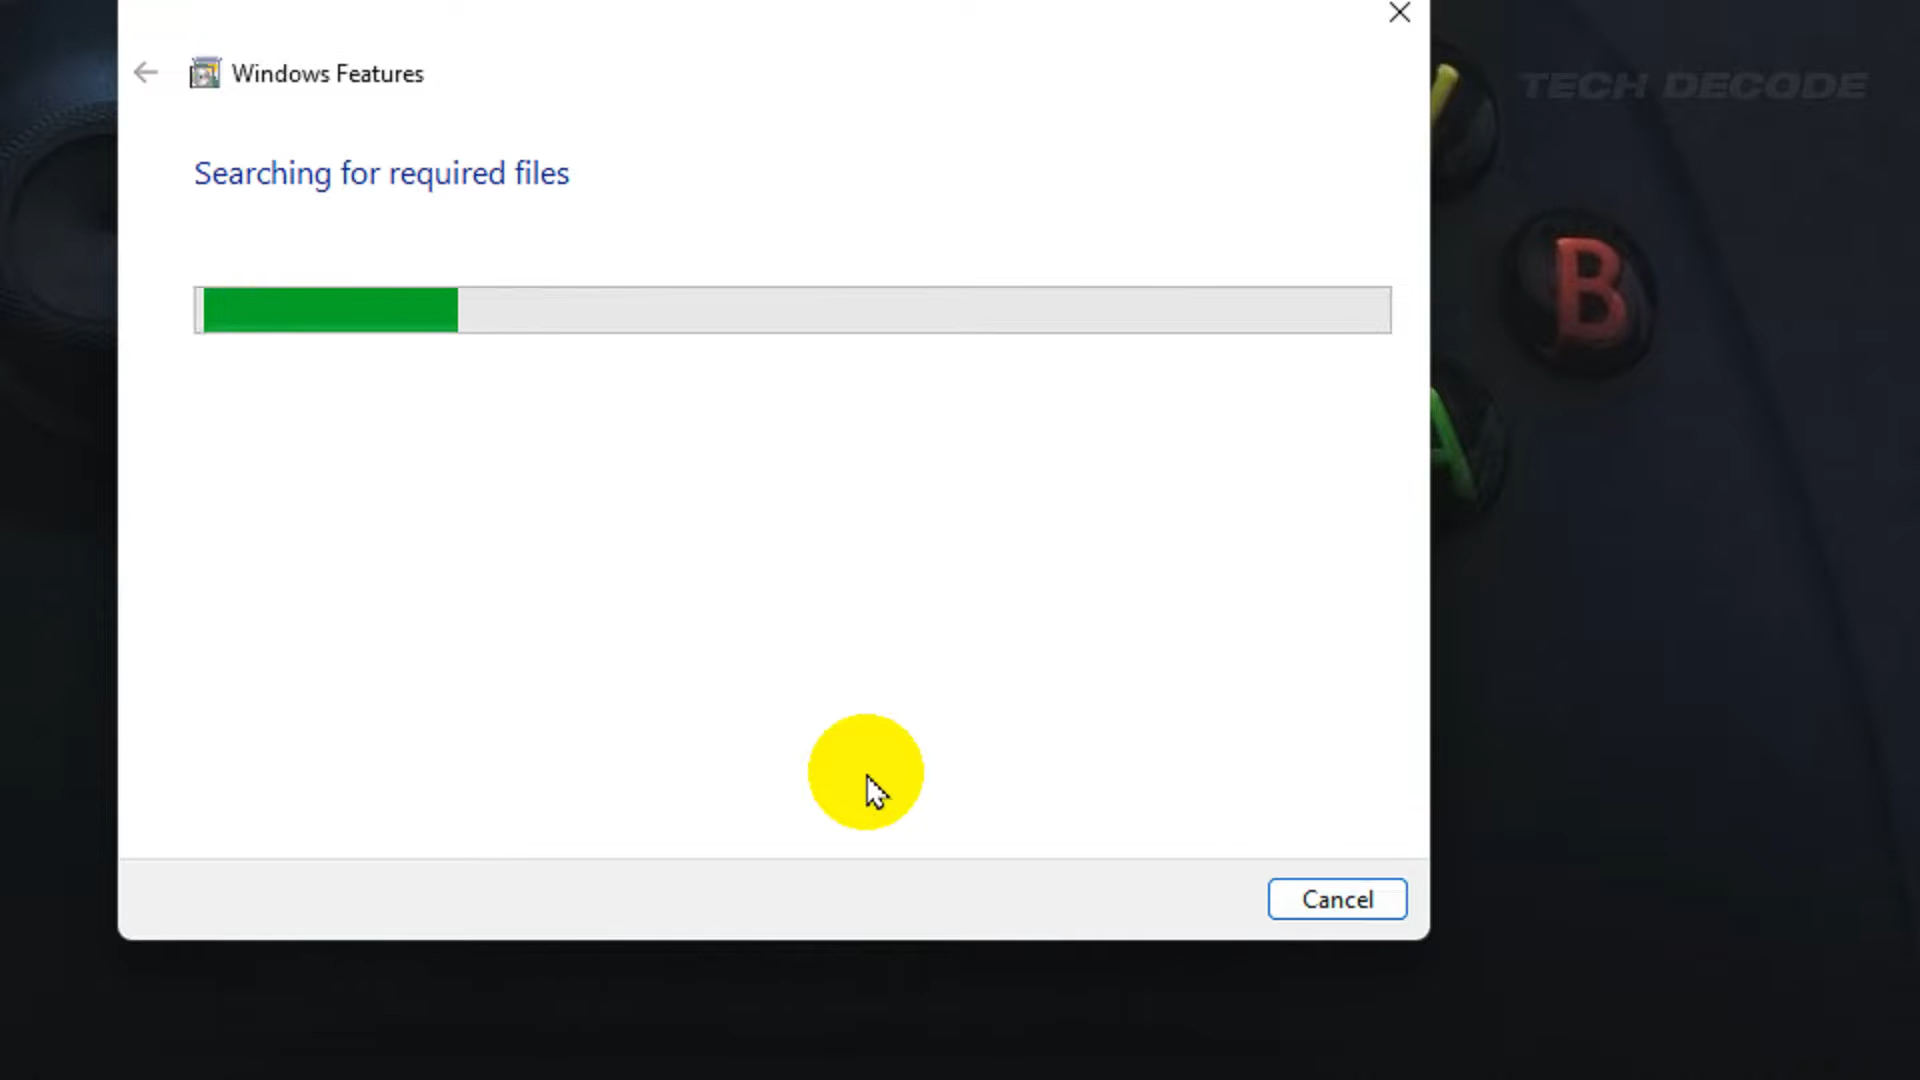 Windows Features
TECH DECODE
Searching for required files
B
A
Cancel